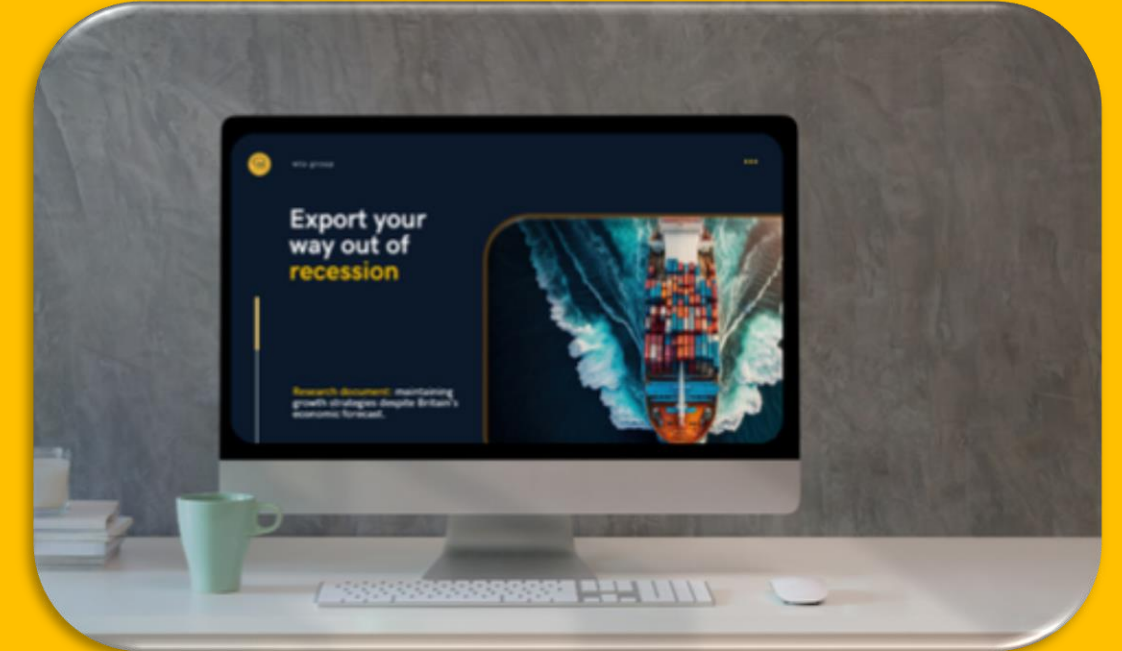 Export your
way out of
recession
Research document: maintaining
growth strategies despite Britain's
economic forecast.